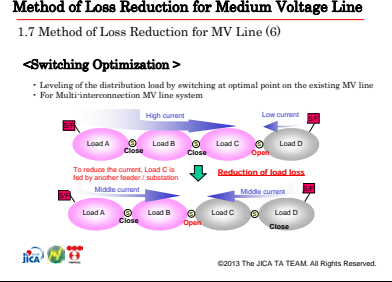 Method of Loss Reduction for Medium Voltage Line
1.7 Method of Loss Reduction for MV Line (6)
<Switching Optimization >
・Leveling of the distribution load by switching at optimal point on the existing MV line
・For Multi-interconnection MV line system
High current
Low current
S/F
S/F
Load A
S
Load B
S
Load C
S
Load D
Close
Close
Open
To reduce the current, Load C is
fed by another feeder / substation
Reduction of load loss
S/F
Middle current
Middle current
S/F
Load A
S
Load B
S
Load C
S
Load D
Close
Open
Close
JICA
©2013 The JICA TA TEAM. All Rights Reserved.